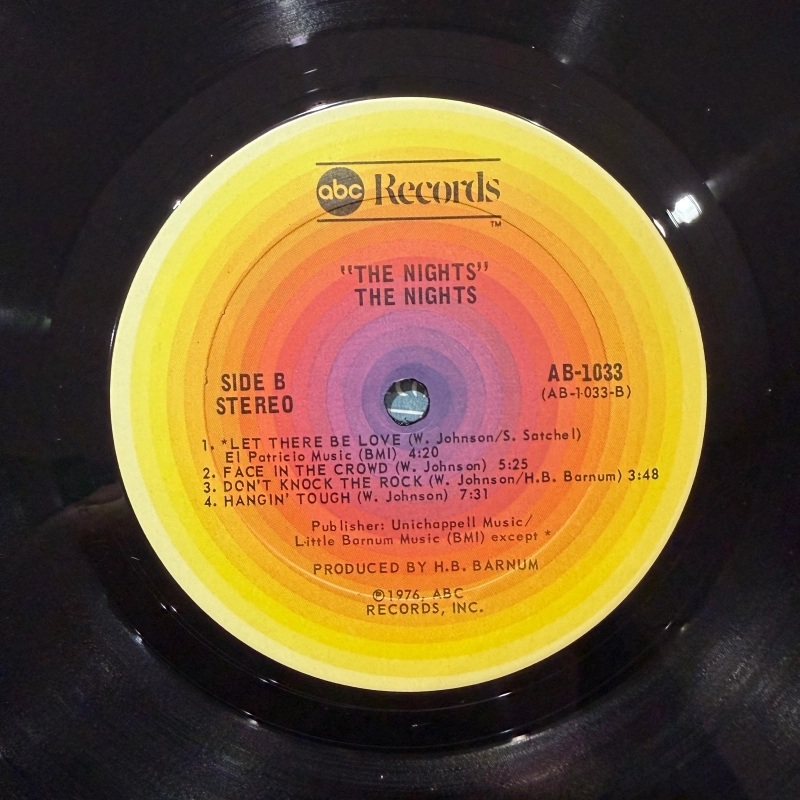 abc Records
TM
"THE NIGHTS"
THE NIGHTS
SIDE B
STEREO
AB-1033
(AB-1033-B)
1. *LET THERE BE LOVE (W. Johnson/S. Satchel)
El Patricio Music (BMI) 4:20
2. FACE IN THE CROWD (W. Johnson) 5:25
3. DON'T KNOCK THE ROCK (W. Johnson/H.B. Barnum) 3:48
4. HANGIN' TOUGH (W. Johnson) 7:31
Publisher: Unichappell Music/
Little Barnum Music (BMI) except *
PRODUCED BY H.B. BARNUM
℗1976, ABC
RECORDS, INC.